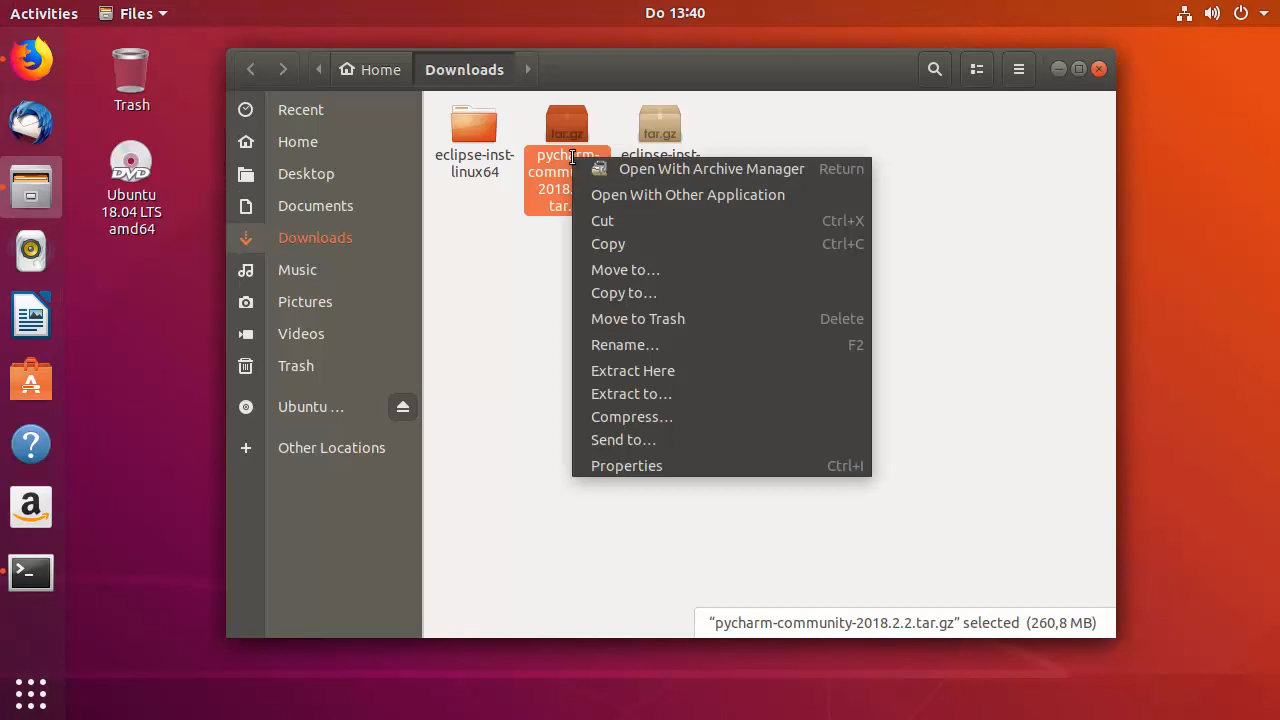 Activities
Files
Do 13:40
Trash
Ubuntu
18.04 LTS
amd64
Home
Downloads
Recent
Home
Desktop
Documents
Downloads
Music
Pictures
Videos
Trash
Ubuntu ...
Other Locations
eclipse-inst-
linux64
tar.gz
tar.gz
eclipse-inst-
Open With Archive Manager Return
Open With Other Application
Cut Ctrl+X
Copy Ctrl+C
Move to...
Copy to...
Move to Trash Delete
Rename... F2
Extract Here
Extract to...
Compress...
Send to...
Properties Ctrl+I
"pycharm-community-2018.2.2.tar.gz" selected (260,8 MB)